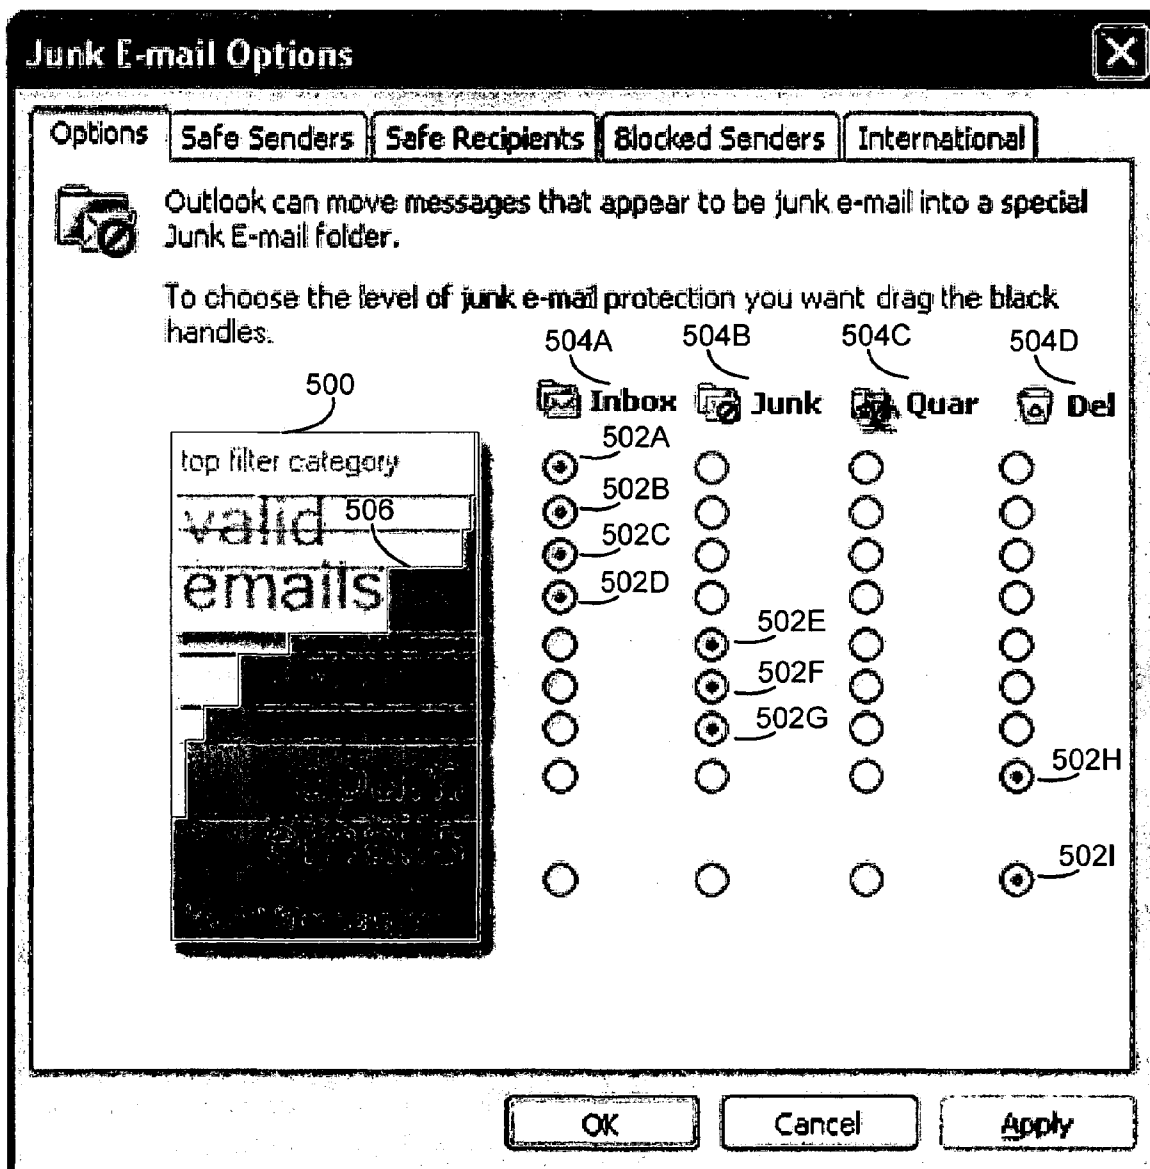 Junk E-mail Options
Options Safe Senders Safe Recipients Blocked Senders International
Outlook can move messages that appear to be junk e-mail into a special
Junk E-mail folder.
To choose the level of junk e-mail protection you want drag the black
handles.
504A 504B 504C 504D
500
Inbox Junk Quar Del
top filter category
502A
valid
506
502B
502C
emails
502D
502E
502F
502G
502H
502I
OK Cancel Apply